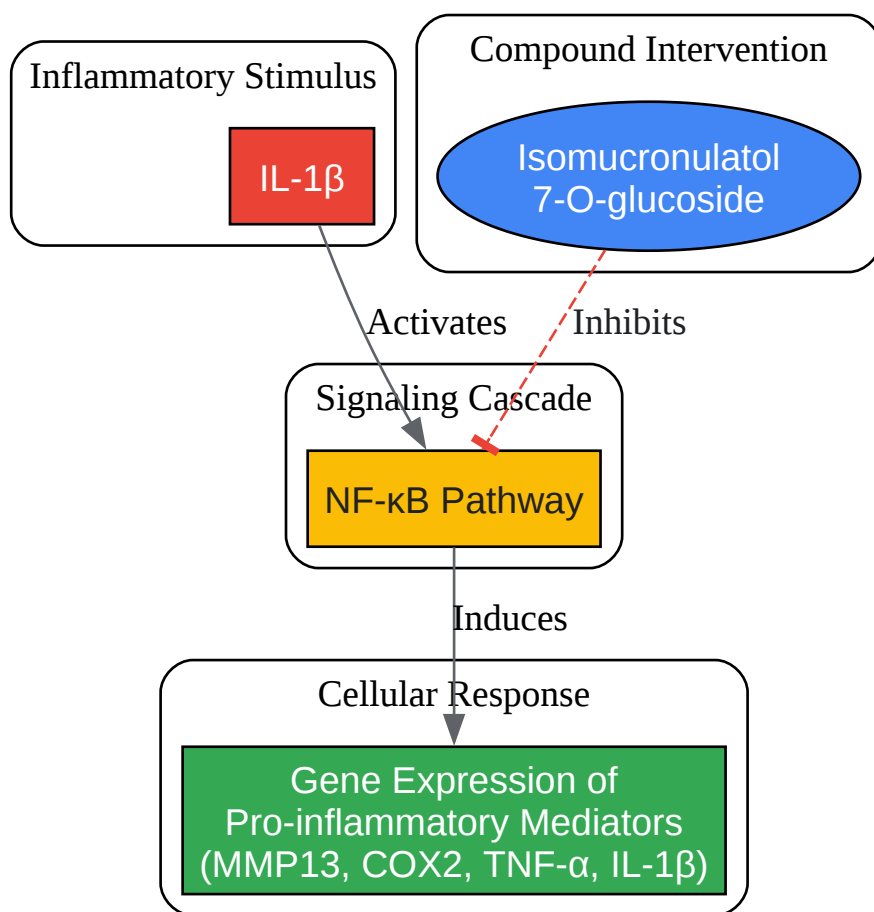 Inflammatory Stimulus
IL-1β
Compound Intervention
Isomucronulatol
7-O-glucoside
Activates
Inhibits
Signaling Cascade
NF-κB Pathway
Induces
Cellular Response
Gene Expression of
Pro-inflammatory Mediators
(MMP13, COX2, TNF-α, IL-1β)